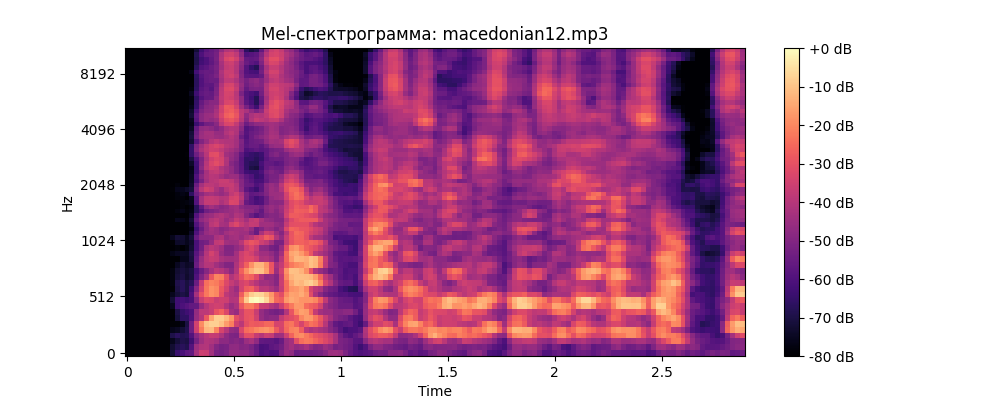 Mel-спектрограмма: macedonian12.mp3
Hz
8192
4096
2048
1024
512
0
0
0.5
1
1.5
2
2.5
Time
+0 dB
-10 dB
-20 dB
-30 dB
-40 dB
-50 dB
-60 dB
-70 dB
-80 dB